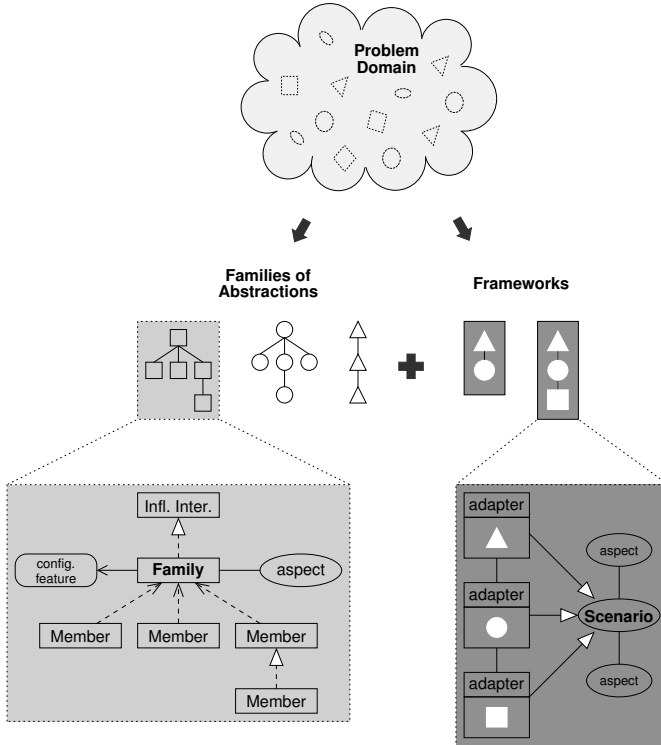 Problem
Domain
Families of
Abstractions
Frameworks
Infl. Inter.
config.
feature
Family
aspect
Member
Member
Member
Member
adapter
adapter
adapter
aspect
Scenario
aspect